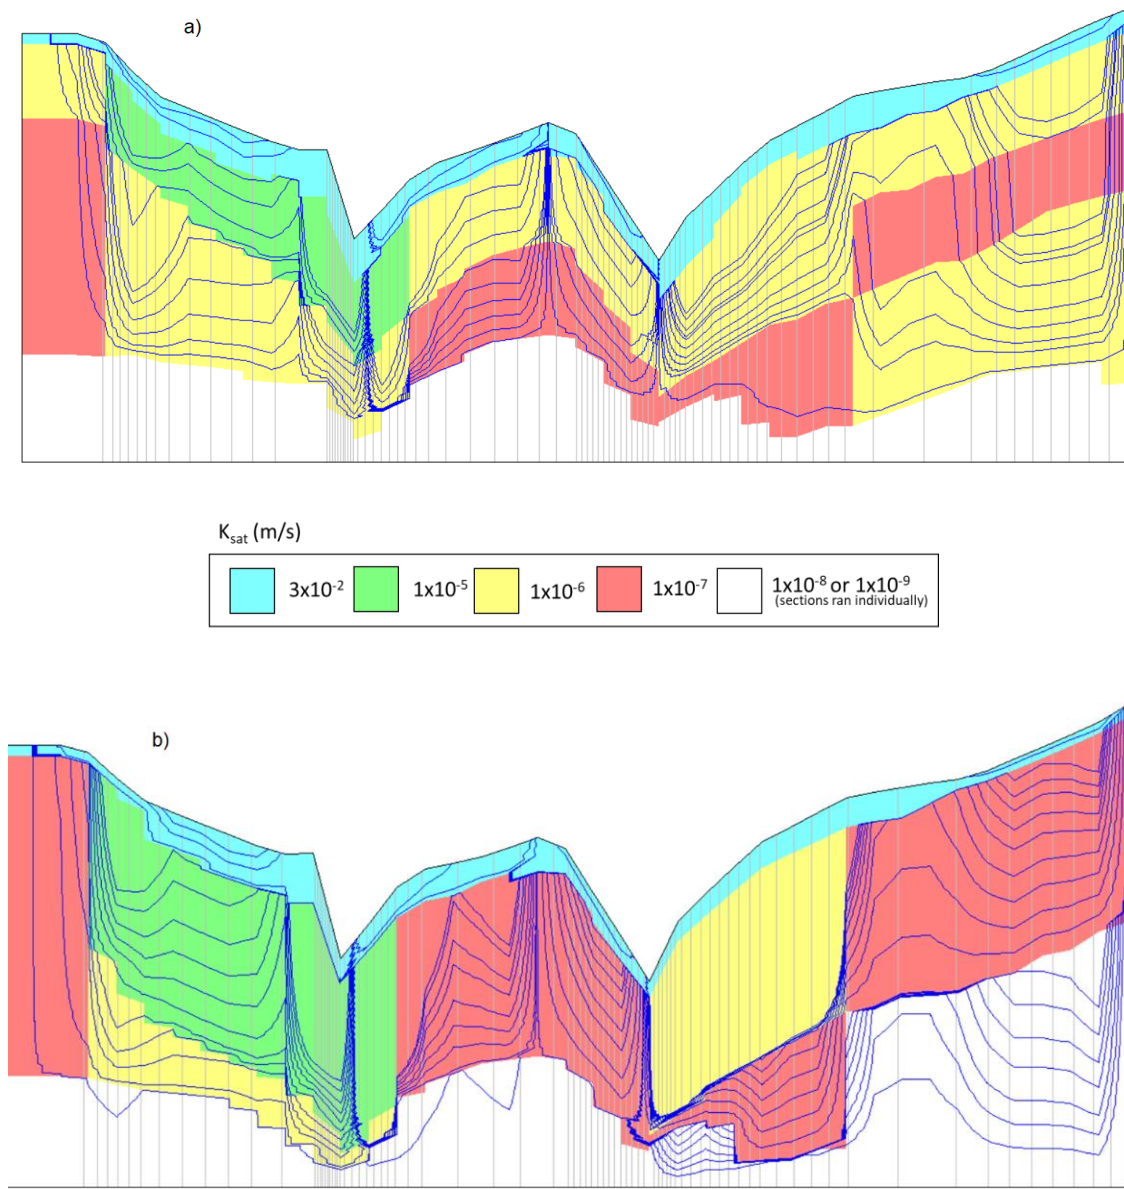 a)
Ksat (m/s)
3x10-2 1x10-5 1x10-6 1x10-7 1x10-8 or 1x10-9
(sections ran individually)
b)